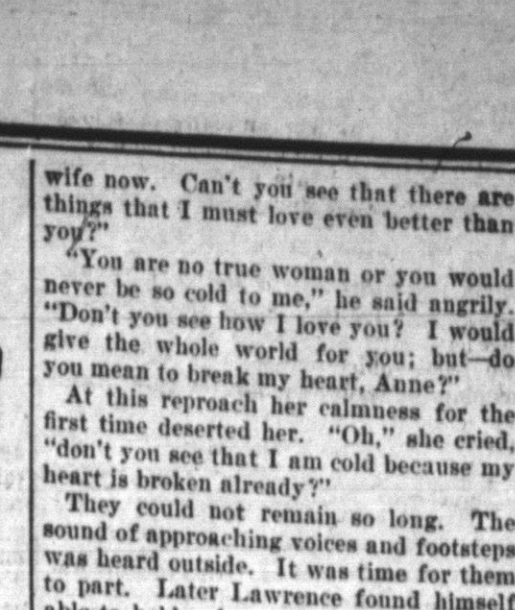 wife now. Can't you see that there are
things that I must love even better than
you?"
"You are no true woman or you would
never be so cold to me," he said angrily.
"Don't you see how I love you? I would
give the whole world for you; but—do
you mean to break my heart, Anne?"
At this reproach her calmness for the
first time deserted her. "Oh," she cried,
"don't you see that I am cold because my
heart is broken already?"
They could not remain so long. The
sound of approaching voices and footsteps
was heard outside. It was time for them
to part. Later Lawrence found himself